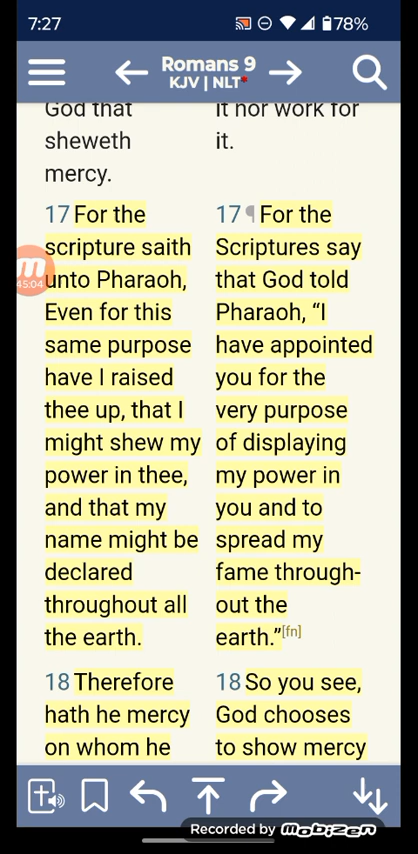 7:27
78%
Romans 9
KJV | NLT*
God that
sheweth
mercy.
17 For the
scripture saith
unto Pharaoh,
Even for this
same purpose
have I raised
thee up, that I
might shew my
power in thee,
and that my
name might be
declared
throughout all
the earth.
18 Therefore
hath he mercy
on whom he
it nor work for
it.
17 ¶ For the
Scriptures say
that God told
Pharaoh, “I
have appointed
you for the
very purpose
of displaying
my power in
you and to
spread my
fame through-
out the
earth.”[fn]
18 So you see,
God chooses
to show mercy
45:04
Recorded by Mobizen